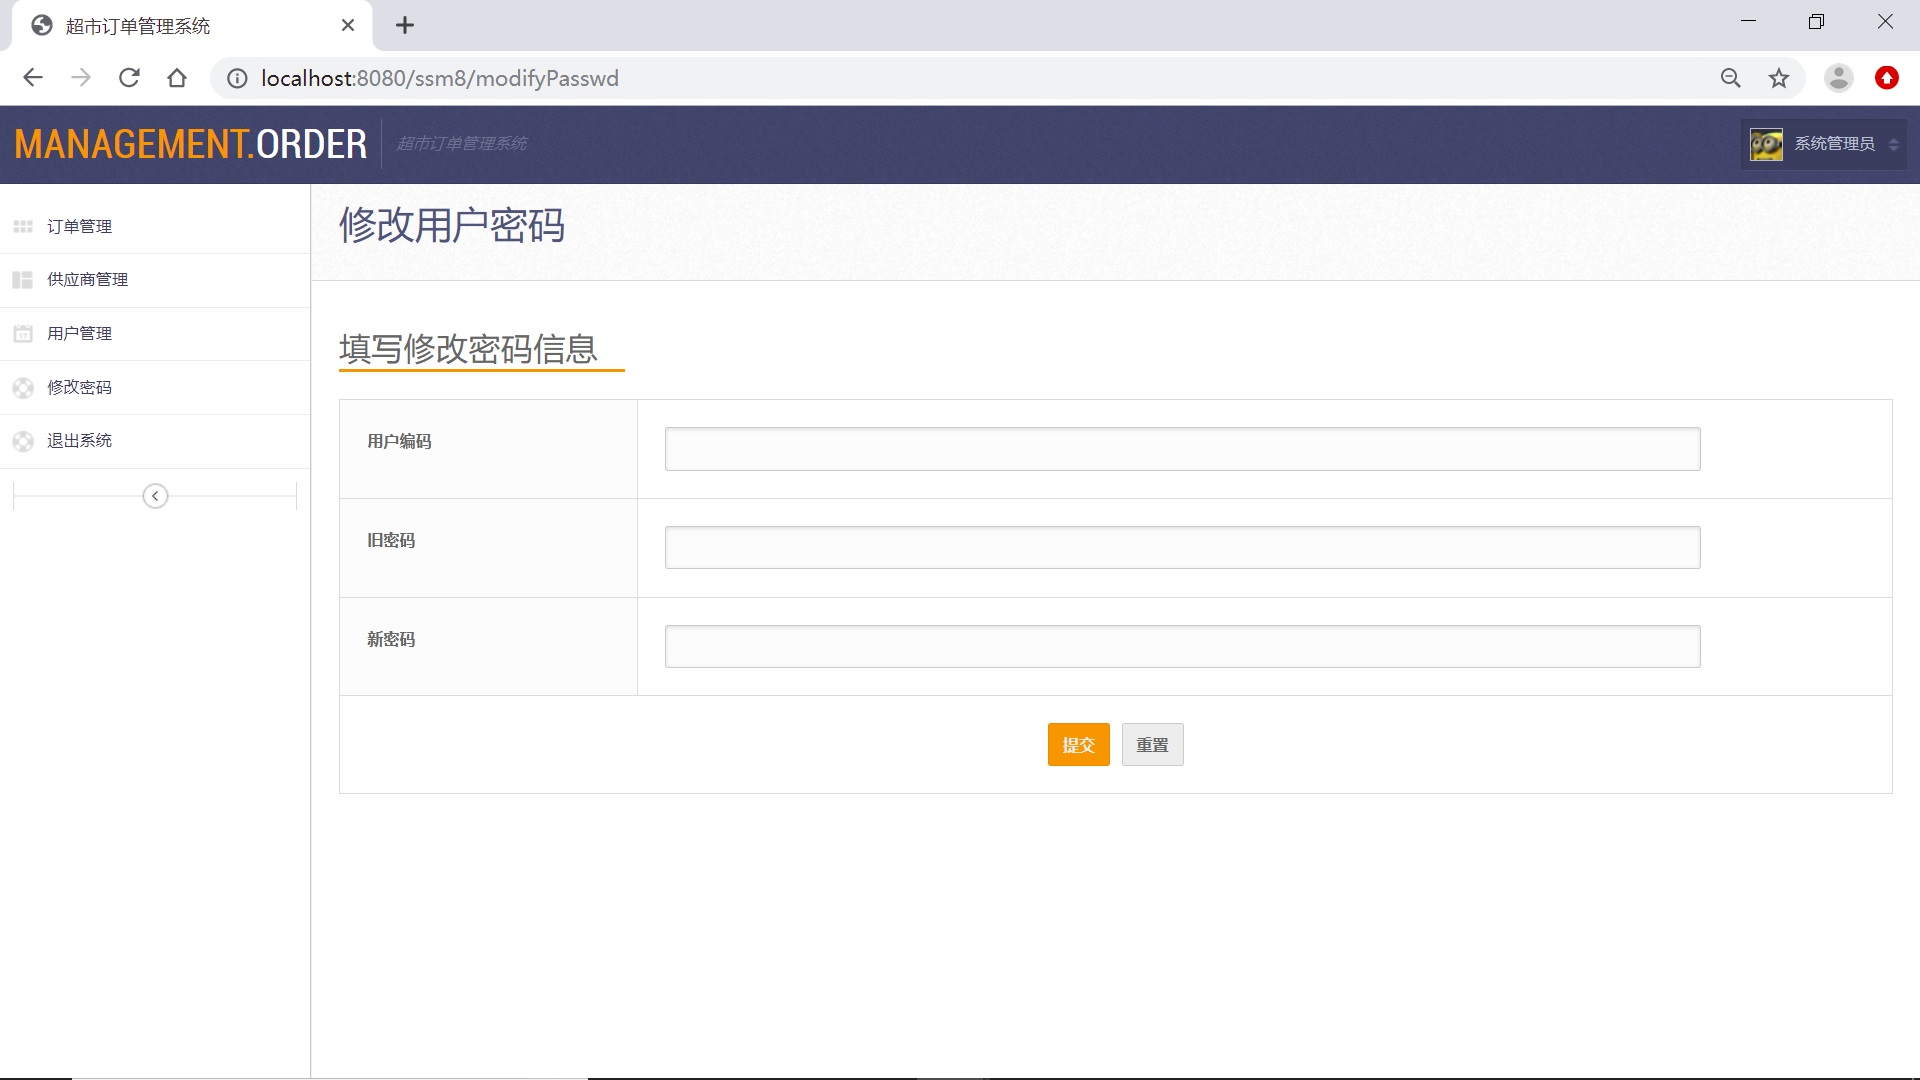 超市订单管理系统
localhost:8080/ssm8/modifyPasswd
MANAGEMENT.ORDER
超市订单管理系统
系统管理员
订单管理
供应商管理
17
用户管理
修改密码
退出系统
修改用户密码
填写修改密码信息
用户编码
旧密码
新密码
提交
重置